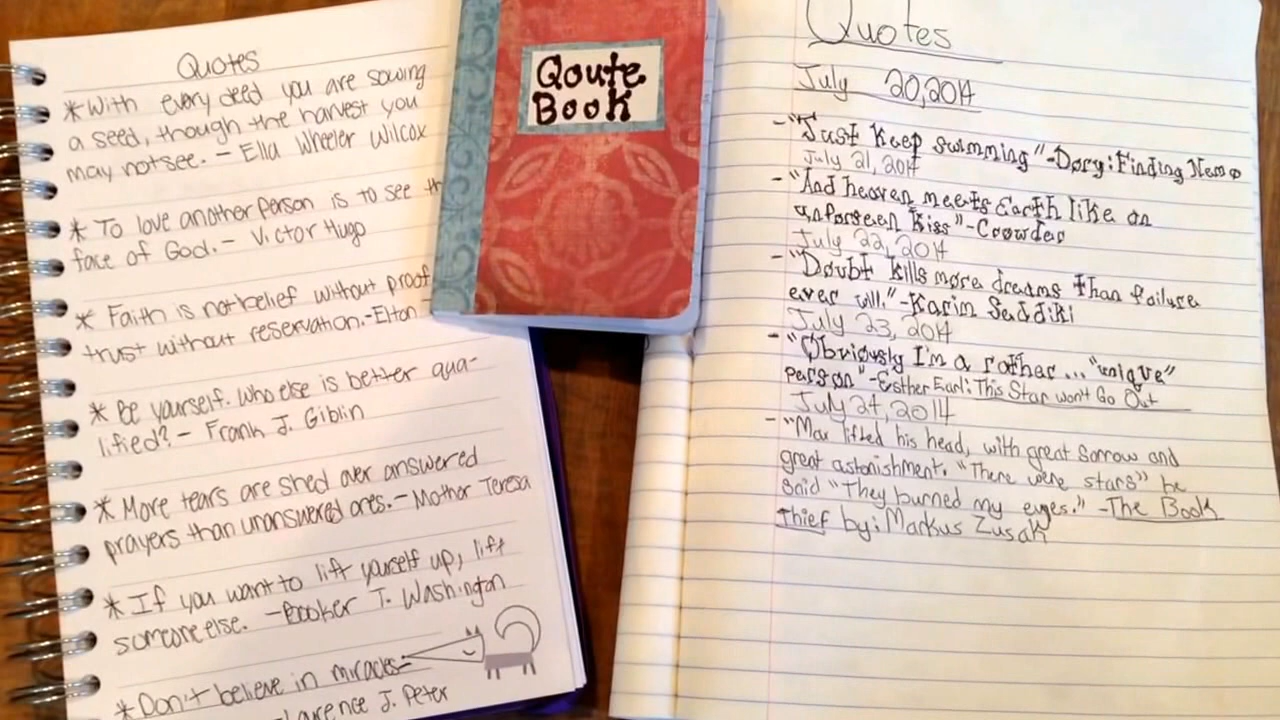 Quotes
*With every deed you are sowing
a seed, though the harvest you
may not see. - Ella Wheeler Wilcox
* To love another person is to see th
face of God. - Victor Hugo
* Faith is not belief without proof
trust without reservation.-Elton
* Be yourself. Who else is better qua-
lified? - Frank J. Giblin
* More tears are shed over answered
prayers than unanswered ones. - Mother Teresa
* If you want to lift yourself up, lift
someone else. -Booker T. Washington
*Don't believe in miracles-
Larence J. Peter
Qoute
Book
Quotes
July 20,2014
- "Just Keep swimming"-Dory:Finding Nemo
July 21, 2014
- "And heaven meets Earth like an
unforseen Kiss"-Crowder
July 22, 2014
- "Doubt kills more dreams than failure
ever will."-Karim Seddiki
July 23, 2014
- "Obviously I'm a rather... "uniqve"
person"-Esther Earl: This Star Won't Go Out
July 24, 2014
- "Max lifted his head, with great sorrow and
great astonishment. "There were stars" he
said "They burned my eyes." -The Book
Thief by: Markus Zusak